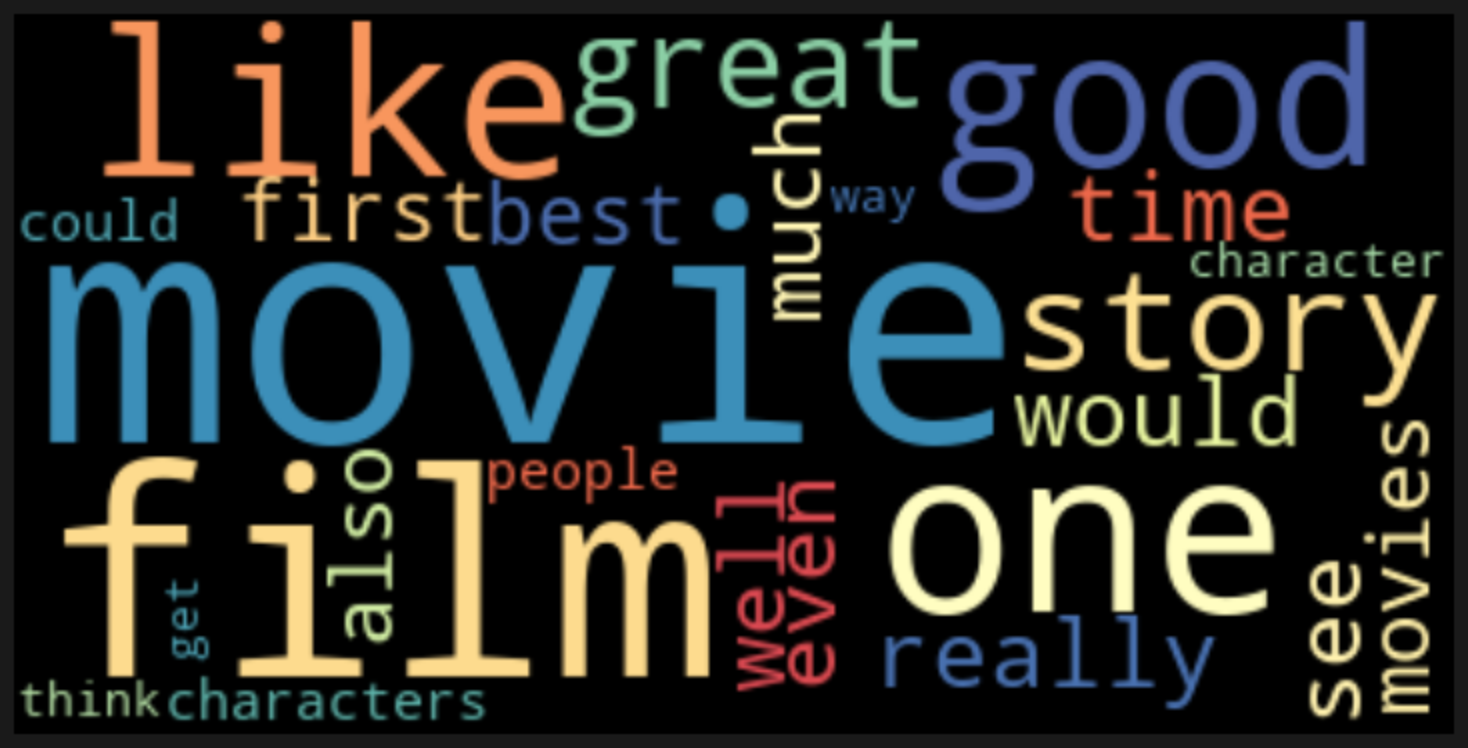 like
great
good
much
could
first
best
way
time
character
movie
story
would
film
also
people
well
even
one
see
movies
get
really
think
characters